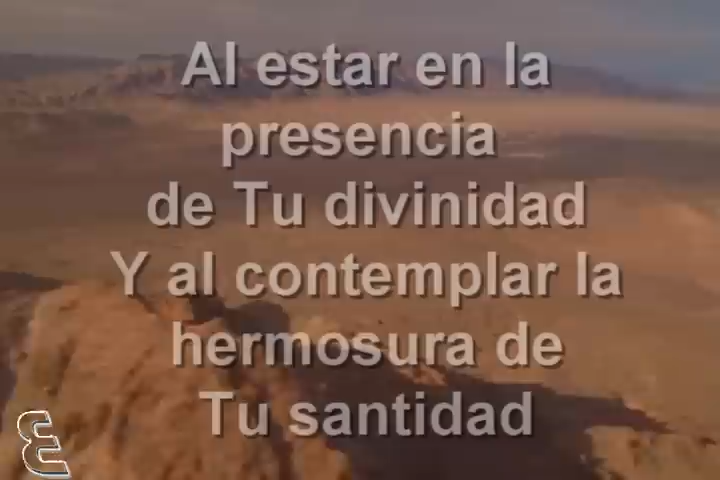 Al estar en la
presencia
de Tu divinidad
Y al contemplar la
hermosura de
Tu santidad